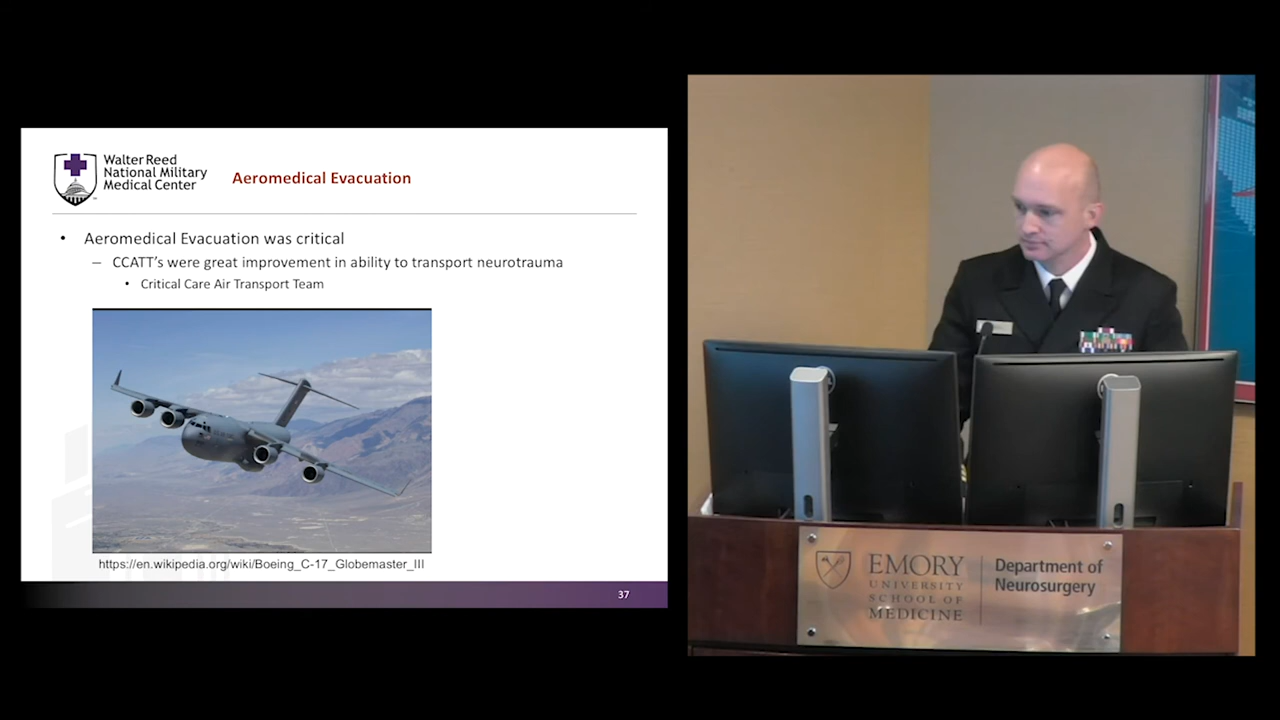 Walter Reed
National Military
Medical Center
Aeromedical Evacuation
• Aeromedical Evacuation was critical
– CCATT's were great improvement in ability to transport neurotrauma
• Critical Care Air Transport Team
https://en.wikipedia.org/wiki/Boeing_C-17_Globemaster_III
37
EMORY
UNIVERSITY
SCHOOL OF
MEDICINE
Department of
Neurosurgery